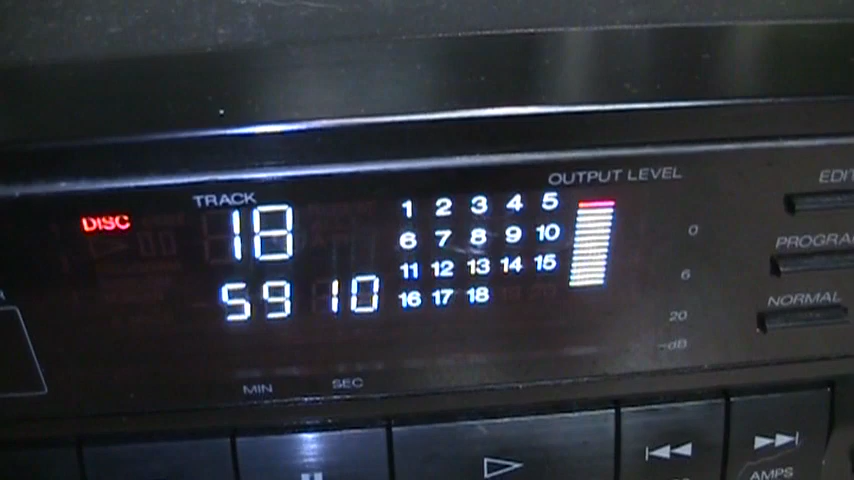 OUTPUT LEVEL
EDIT
TRACK
DISC
18
1 2 3 4 5
0
6 7 8 9 10
PROGRAM
11 12 13 14 15
6
59 10
16 17 18
NORMAL
20
-dB
MIN SEC
AMPS